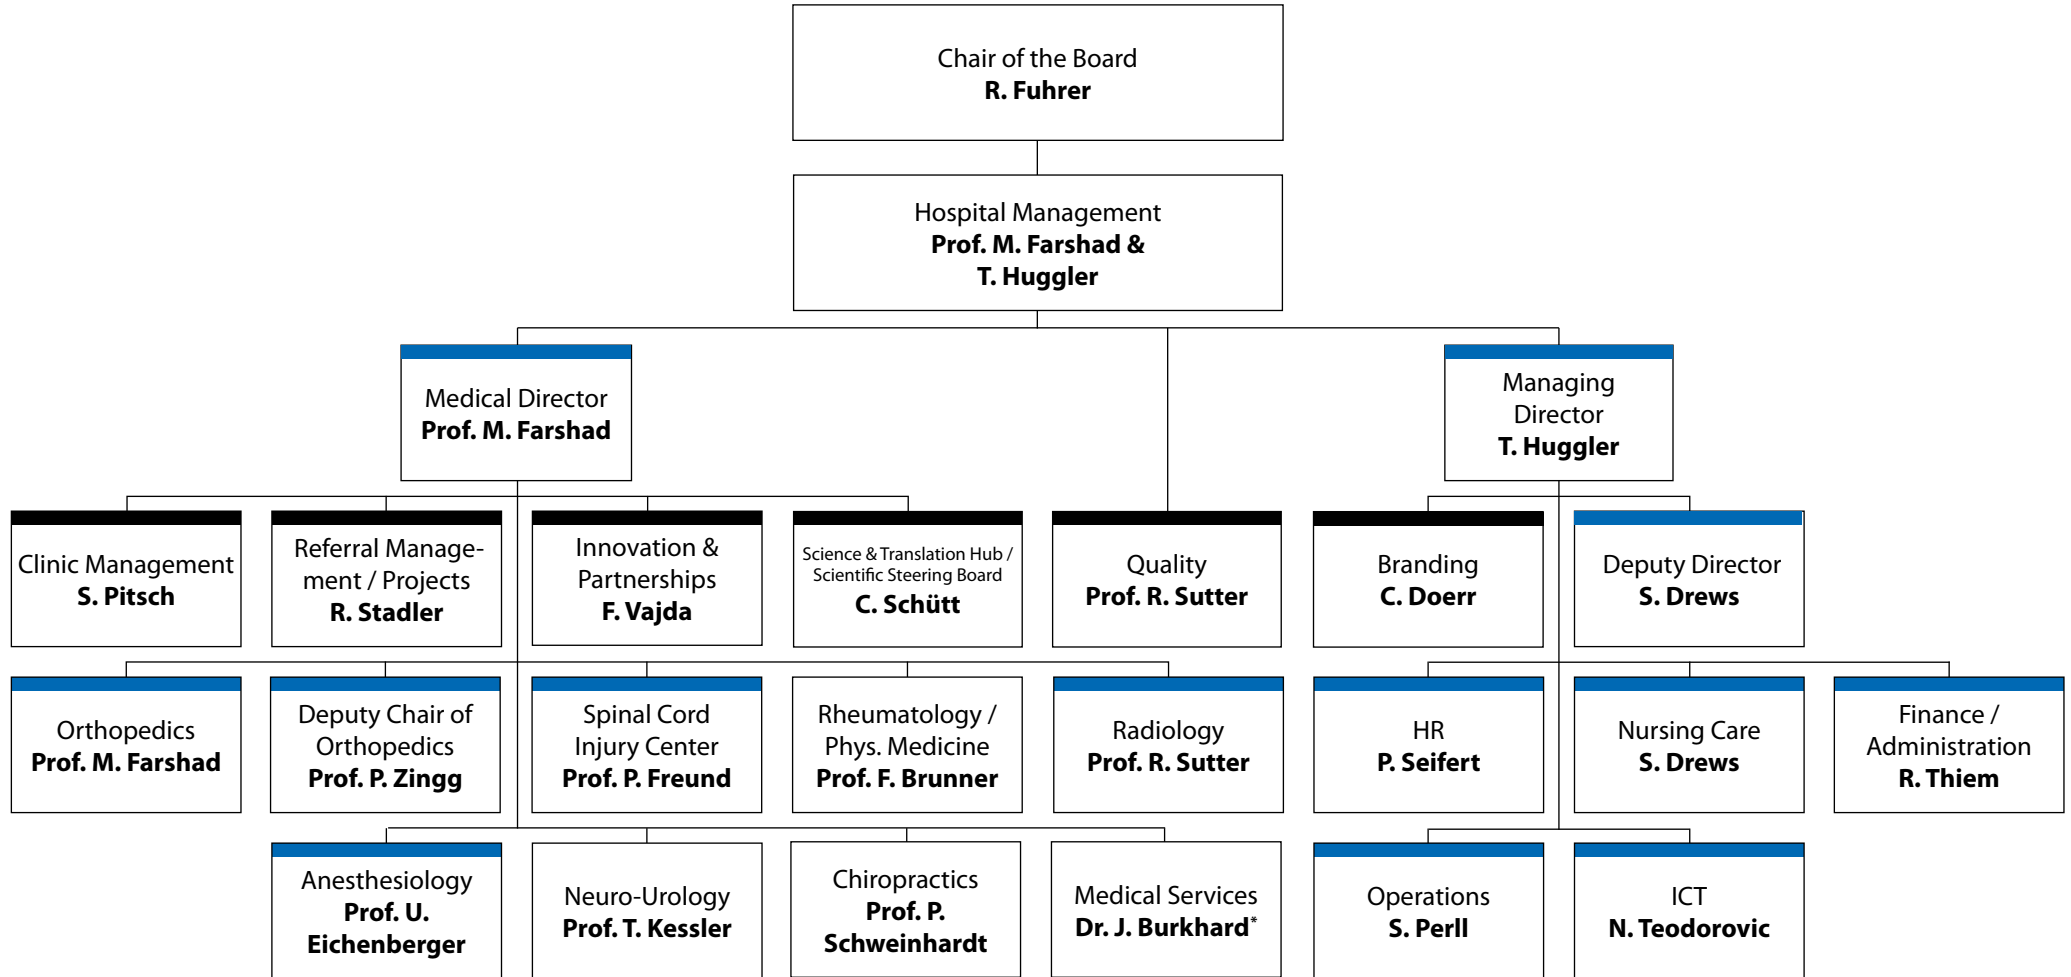 Chair of the Board
R. Fuhrer
Hospital Management
Prof. M. Farshad &
T. Huggler
Medical Director
Prof. M. Farshad
Managing
Director
T. Huggler
Clinic Management
S. Pitsch
Referral Manage-
ment / Projects
R. Stadler
Innovation &
Partnerships
F. Vajda
Science & Translation Hub /
Scientific Steering Board
C. Schütt
Quality
Prof. R. Sutter
Branding
C. Doerr
Deputy Director
S. Drews
Orthopedics
Prof. M. Farshad
Deputy Chair of
Orthopedics
Prof. P. Zingg
Spinal Cord
Injury Center
Prof. P. Freund
Rheumatology /
Phys. Medicine
Prof. F. Brunner
Radiology
Prof. R. Sutter
HR
P. Seifert
Nursing Care
S. Drews
Finance /
Administration
R. Thiem
Anesthesiology
Prof. U.
Eichenberger
Neuro-Urology
Prof. T. Kessler
Chiropractics
Prof. P.
Schweinhardt
Medical Services
Dr. J. Burkhard*
Operations
S. Perll
ICT
N. Teodorovic